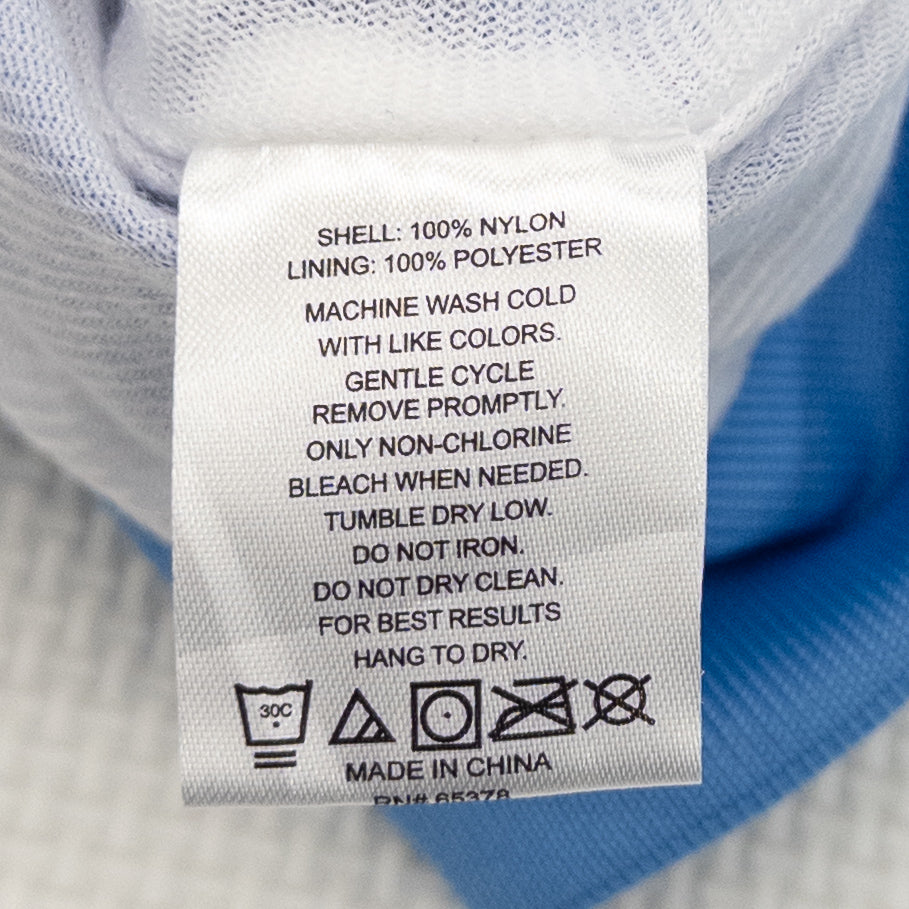 SHELL: 100% NYLON
LINING: 100% POLYESTER
MACHINE WASH COLD
WITH LIKE COLORS.
GENTLE CYCLE
REMOVE PROMPTLY.
ONLY NON-CHLORINE
BLEACH WHEN NEEDED.
TUMBLE DRY LOW.
DO NOT IRON.
DO NOT DRY CLEAN.
FOR BEST RESULTS
HANG TO DRY.
30C
MADE IN CHINA
RN# 65378